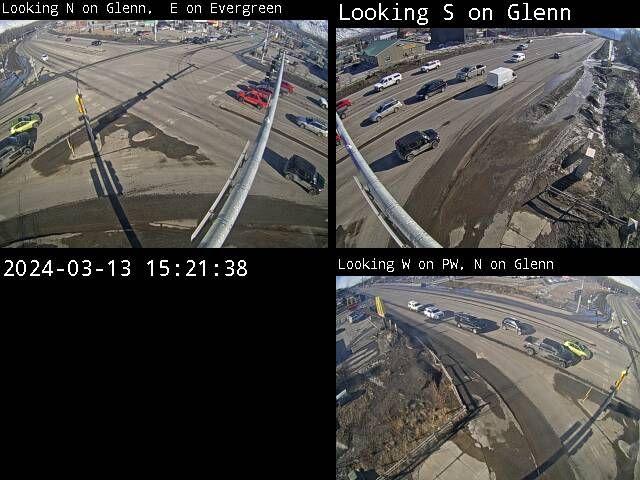 Looking N on Glenn,  E on Evergreen
Looking S on Glenn
2024-03-13 15:21:38
Looking W on PW, N on Glenn